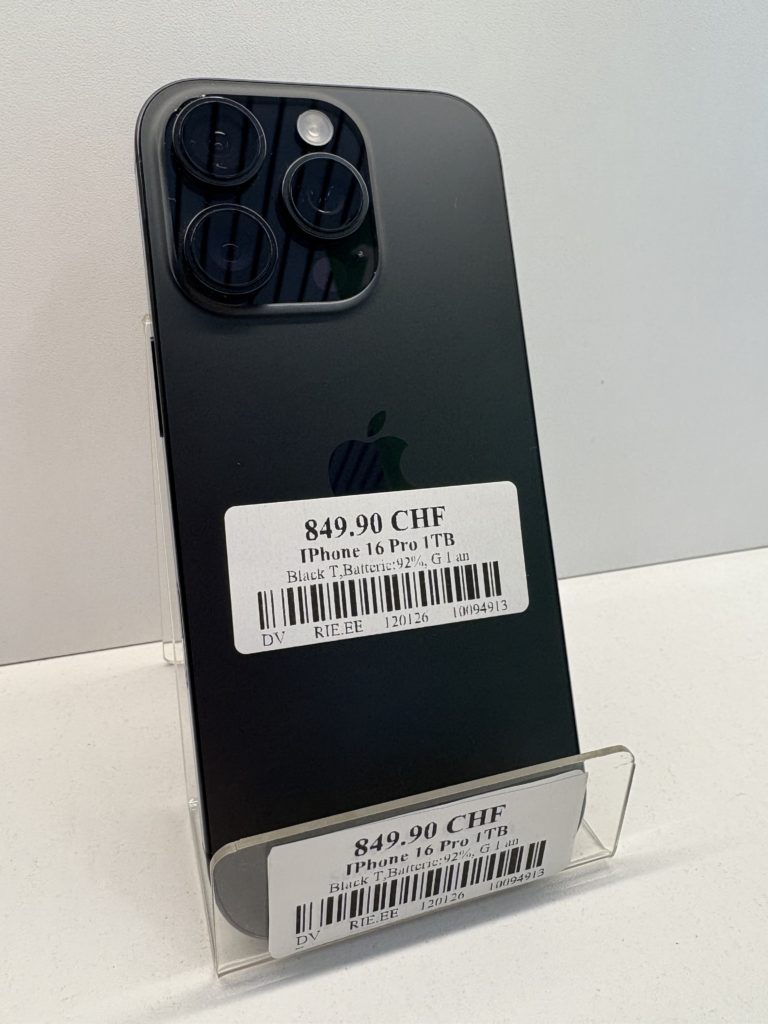 849.90 CHF
IPhone 16 Pro 1TB
Black T,Batterie:92%, G 1 an
DV RIE.EE 120126 10094913
849.90 CHF
IPhone 16 Pro 1TB
Black T,Batterie:92%, G 1 an
DV RIE.EE 120126 10094913